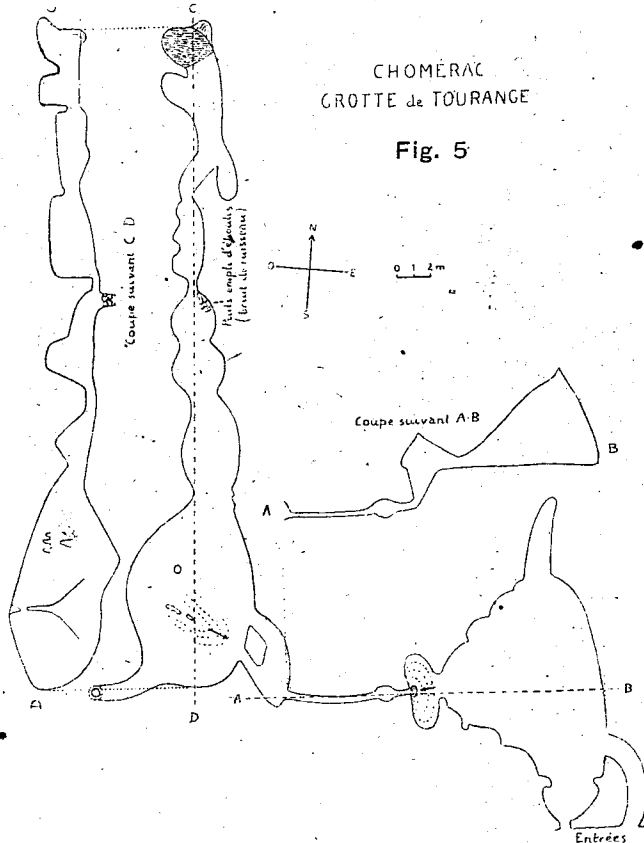 C
CHOMÉRAC
GROTTE de TOURANGE
Fig. 5
Coupe suivant C D
Puits empli d'éboulis
(bruit de ruisseau)
N
O
E
S
0 1 2m
Coupe suivant A-B
B
A
O
A
B
D
Entrées